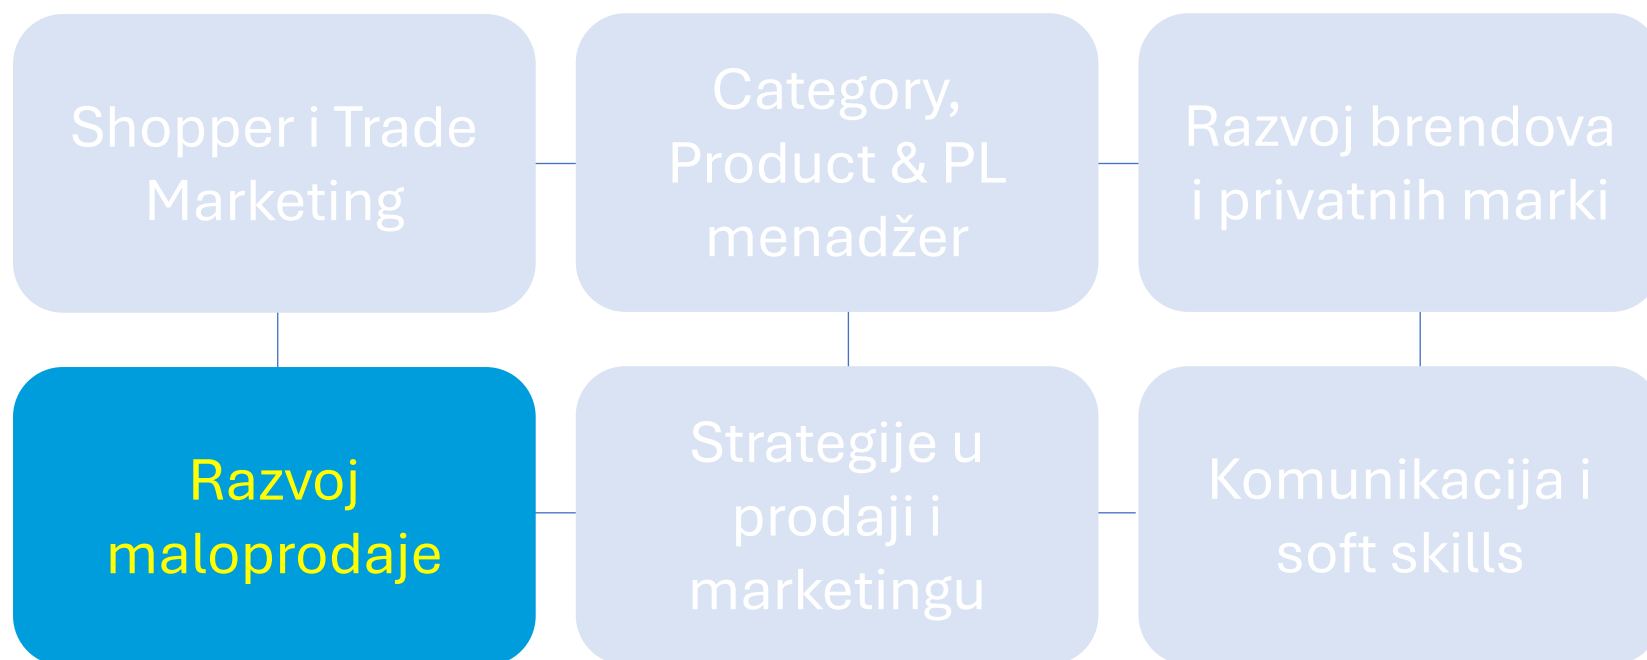 Shopper i Trade
Marketing
Category,
Product & PL
menadžer
Razvoj brendova
i privatnih marki
Razvoj
maloprodaje
Strategije u
prodaji i
marketingu
Komunikacija i
soft skills